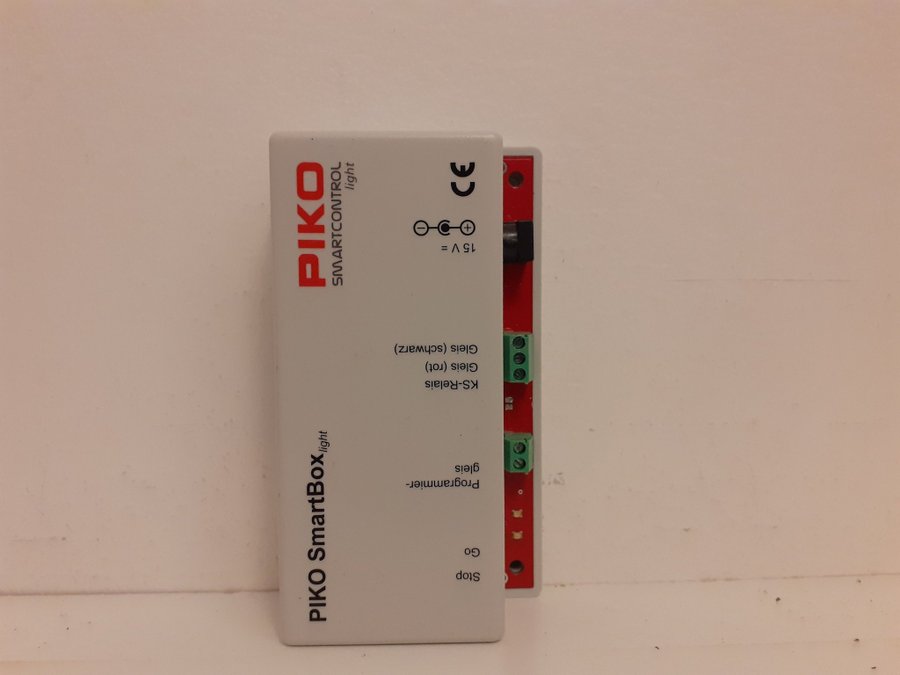 PIKO
SMARTCONTROL
light
PIKO SmartBox light
CE
15 V =
Gleis (schwarz)
Gleis (rot)
KS-Relais
Programmier-
gleis
Go
Stop